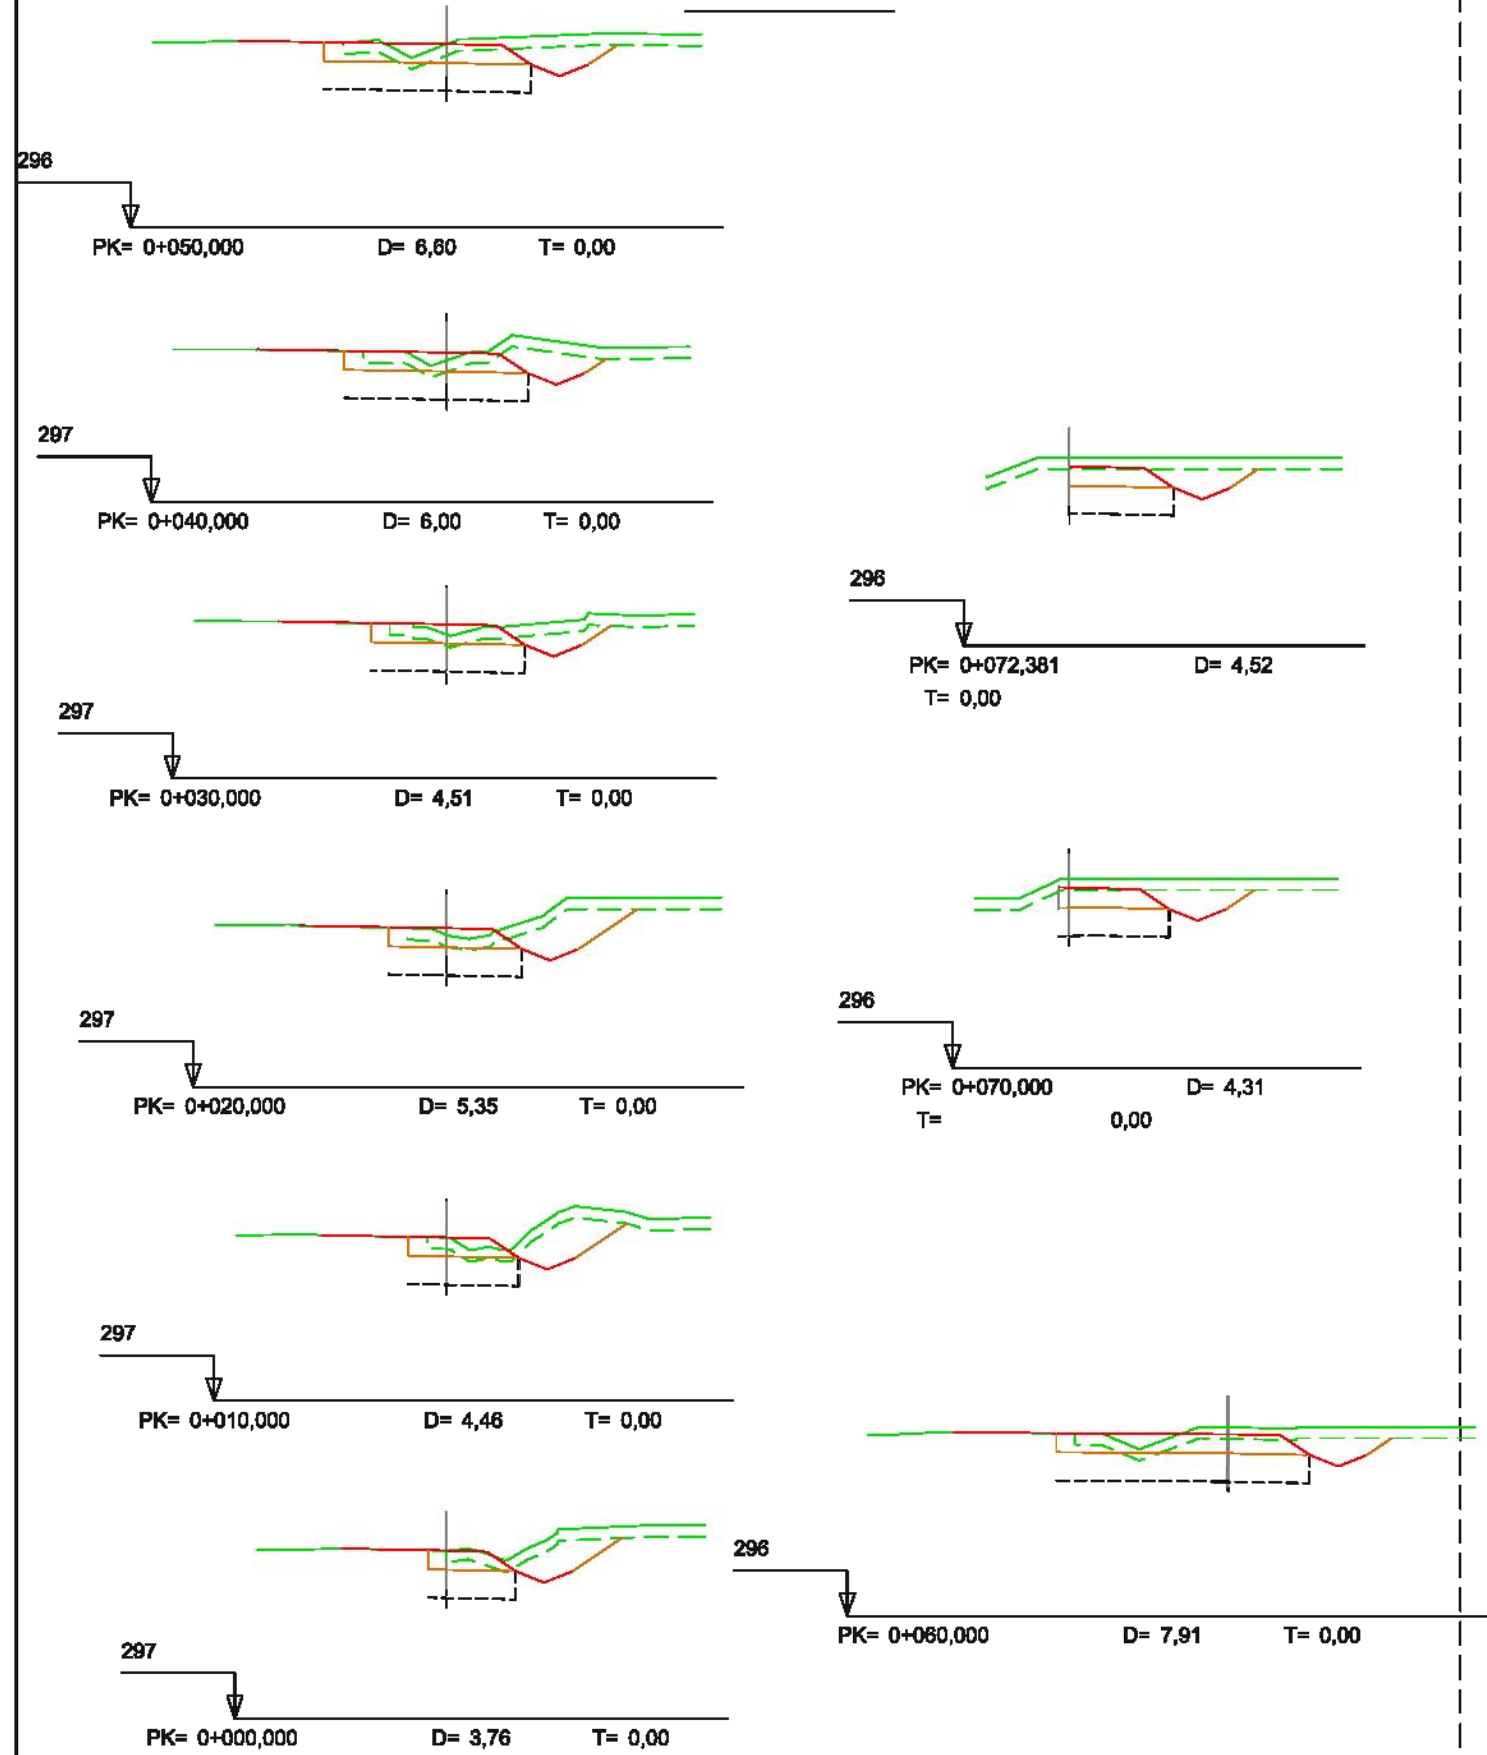 296
PK= 0+050,000 D= 6,60 T= 0,00
297
PK= 0+040,000 D= 6,00 T= 0,00
297
PK= 0+030,000 D= 4,51 T= 0,00
297
PK= 0+020,000 D= 5,35 T= 0,00
297
PK= 0+010,000 D= 4,46 T= 0,00
297
PK= 0+000,000 D= 3,76 T= 0,00
296
PK= 0+072,381 D= 4,52
T= 0,00
296
PK= 0+070,000 D= 4,31
T= 0,00
296
PK= 0+060,000 D= 7,91 T= 0,00